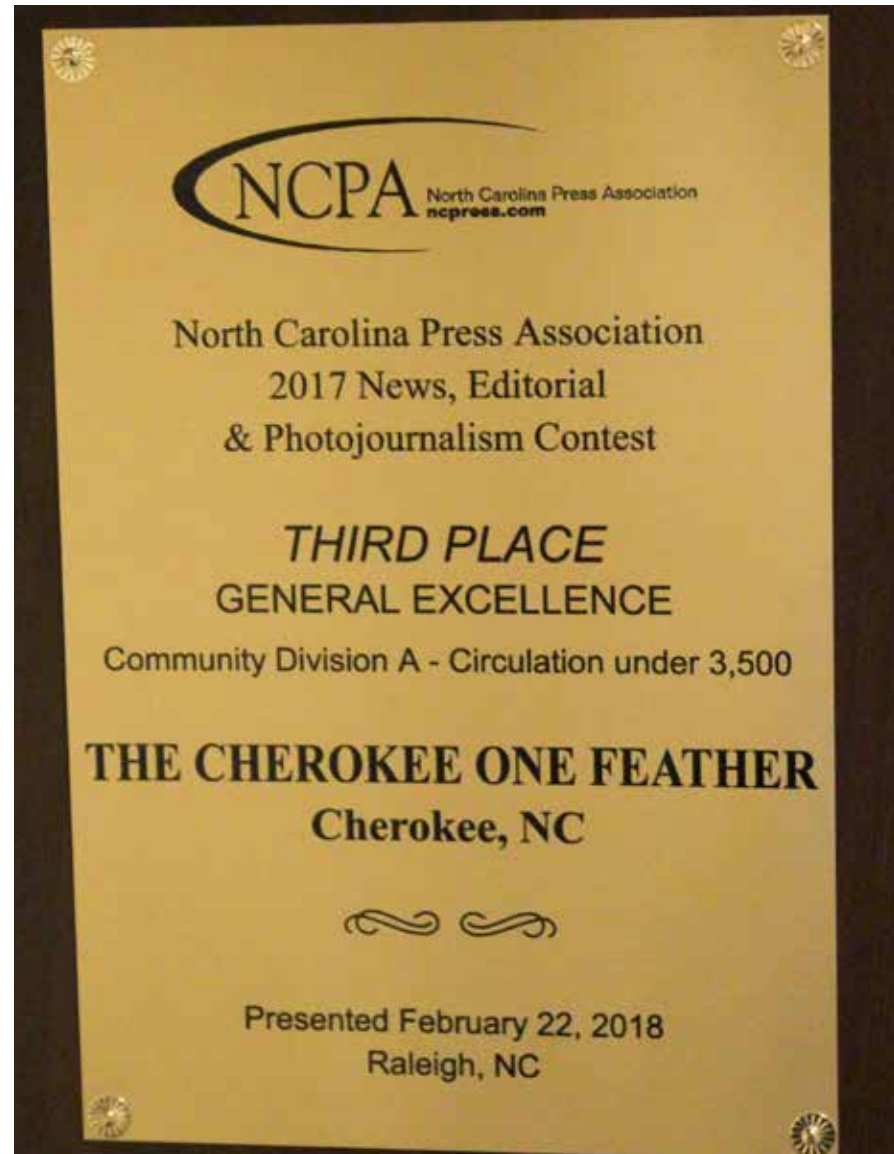 NCPA
North Carolina Press Association
ncpress.com
North Carolina Press Association
2017 News, Editorial
& Photojournalism Contest
THIRD PLACE
GENERAL EXCELLENCE
Community Division A - Circulation under 3,500
THE CHEROKEE ONE FEATHER
Cherokee, NC
Presented February 22, 2018
Raleigh, NC